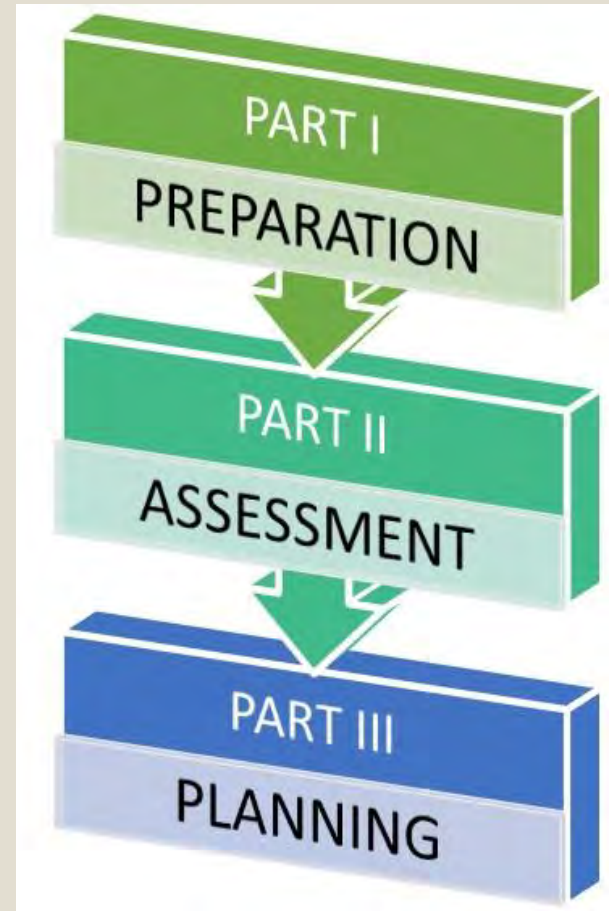 PART I
PREPARATION
PART II
ASSESSMENT
PART III
PLANNING